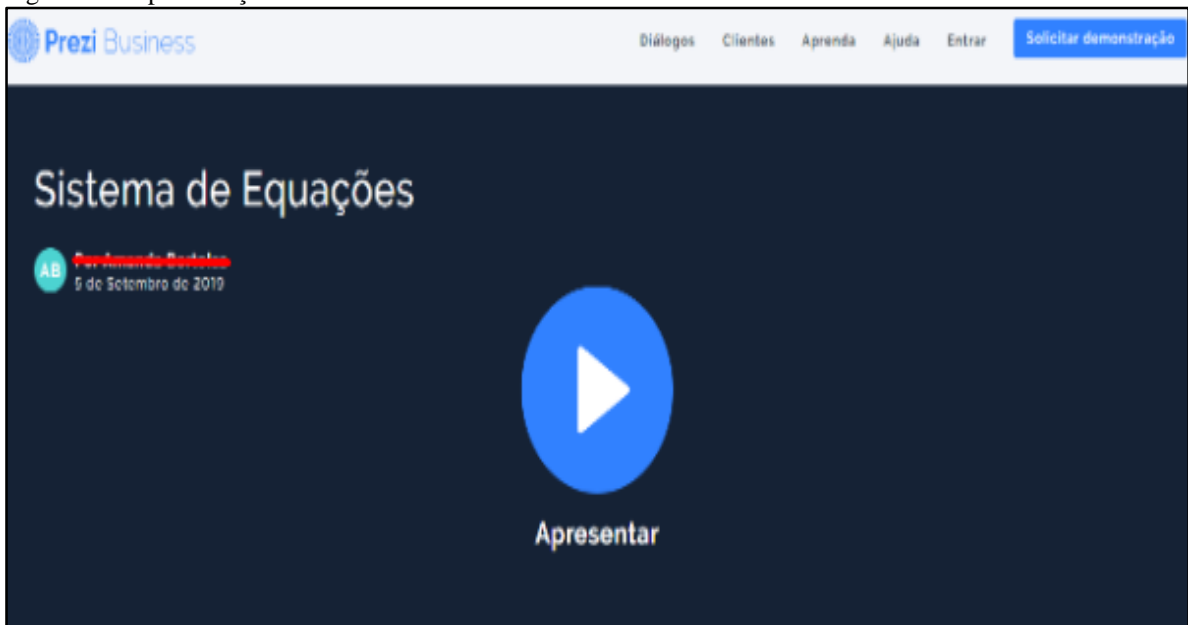 Prezi Business
Diálogos Clientes Aprenda Ajuda Entrar Solicitar demonstração
Sistema de Equações
AB
5 de Setembro de 2019
Apresentar